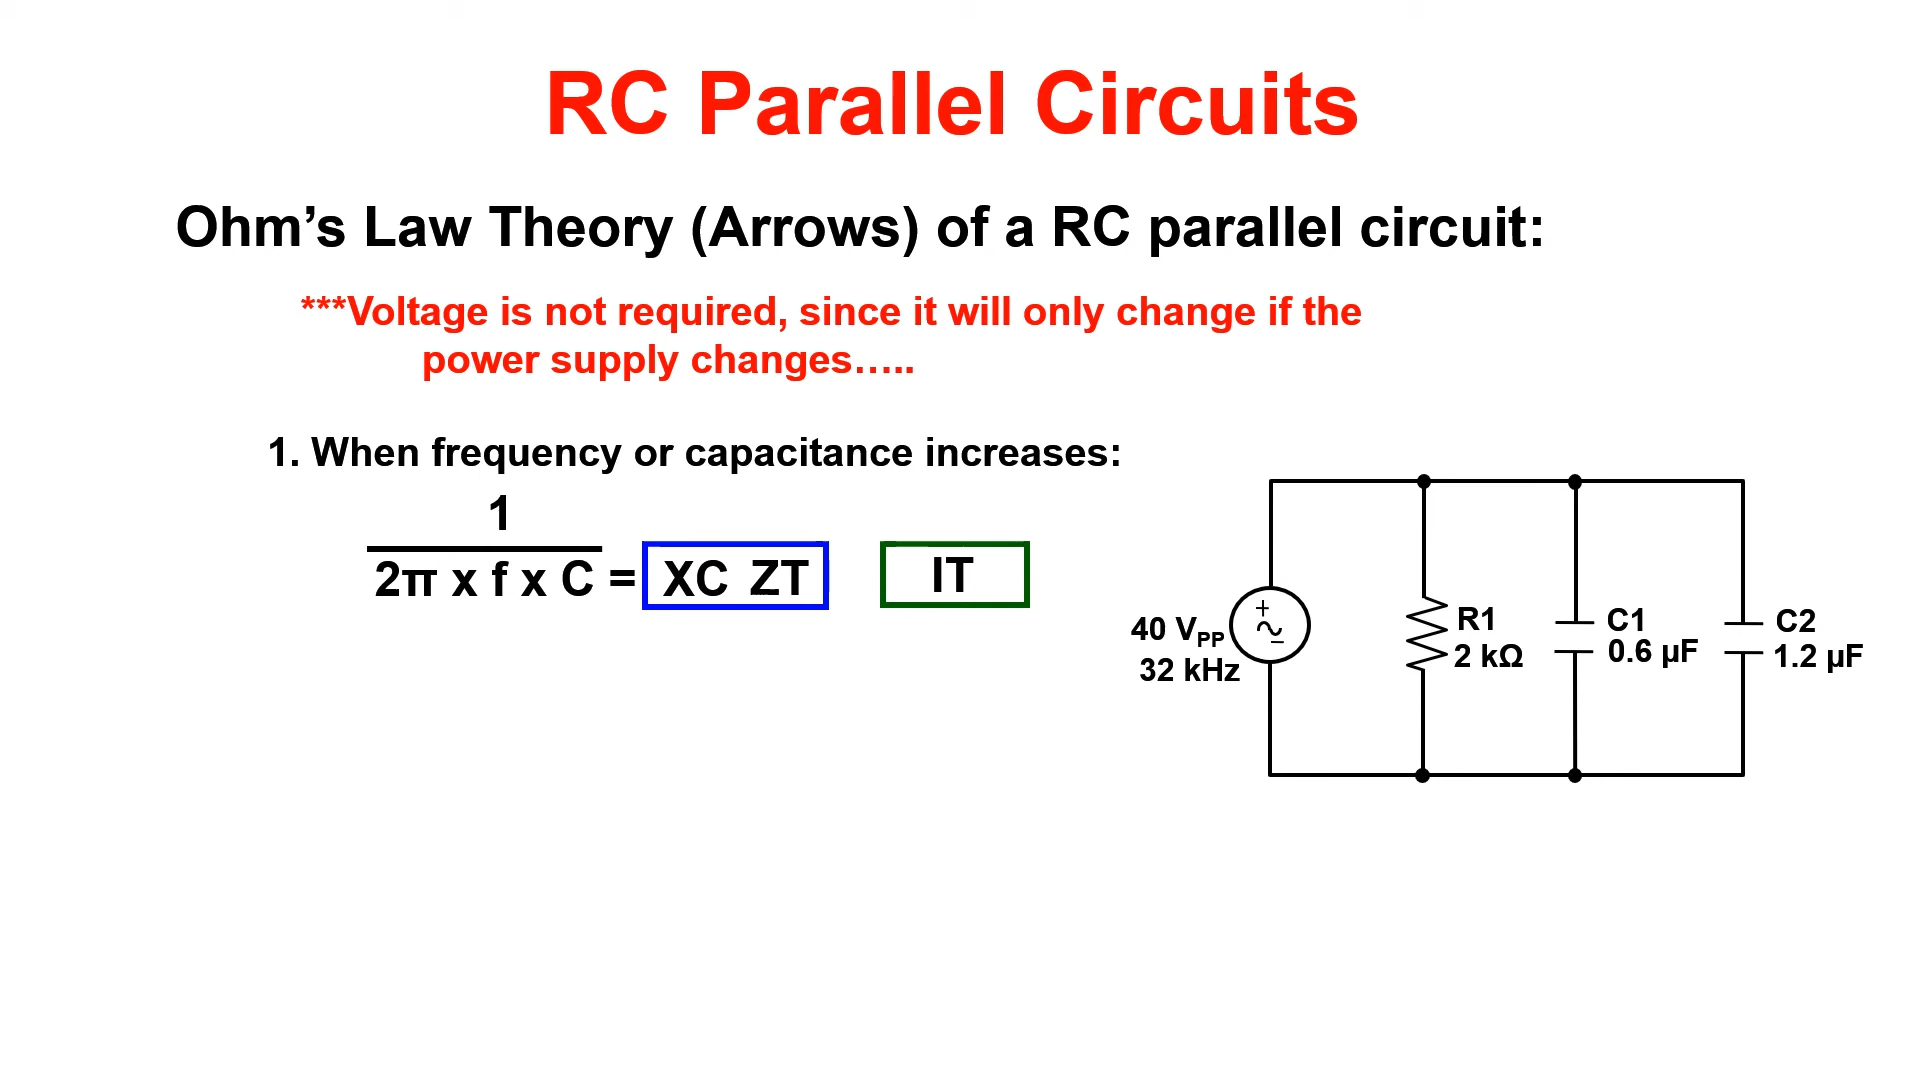 RC Parallel Circuits
Ohm’s Law Theory (Arrows) of a RC parallel circuit:
***Voltage is not required, since it will only change if the
power supply changes…..
1. When frequency or capacitance increases:
1
2π x f x C = XC ZT IT
40 VPP
32 kHz
+
−
R1
2 kΩ
C1
0.6 µF
C2
1.2 µF